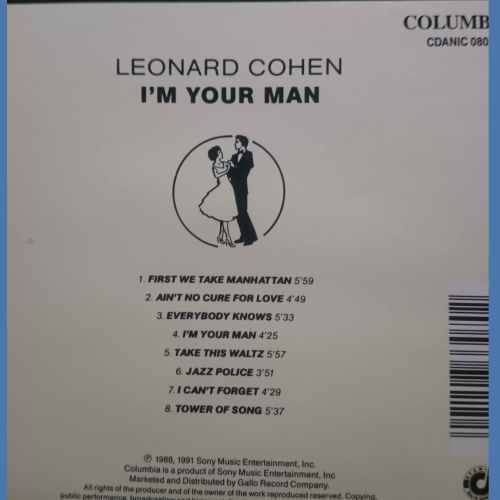 COLUMB
CDANIC 080
LEONARD COHEN
I'M YOUR MAN
1. FIRST WE TAKE MANHATTAN 5'59
2. AIN'T NO CURE FOR LOVE 4'49
3. EVERYBODY KNOWS 5'33
4. I'M YOUR MAN 4'25
5. TAKE THIS WALTZ 5'57
6. JAZZ POLICE 3'51
7. I CAN'T FORGET 4'29
8. TOWER OF SONG 5'37
℗ 1988, 1991 Sony Music Entertainment, Inc.
Columbia is a product of Sony Music Entertainment, Inc
Marketed and Distributed by Gallo Record Company.
All rights of the producer and of the owner of the work reproduced reserved. Copying,
public performance, broadcasting